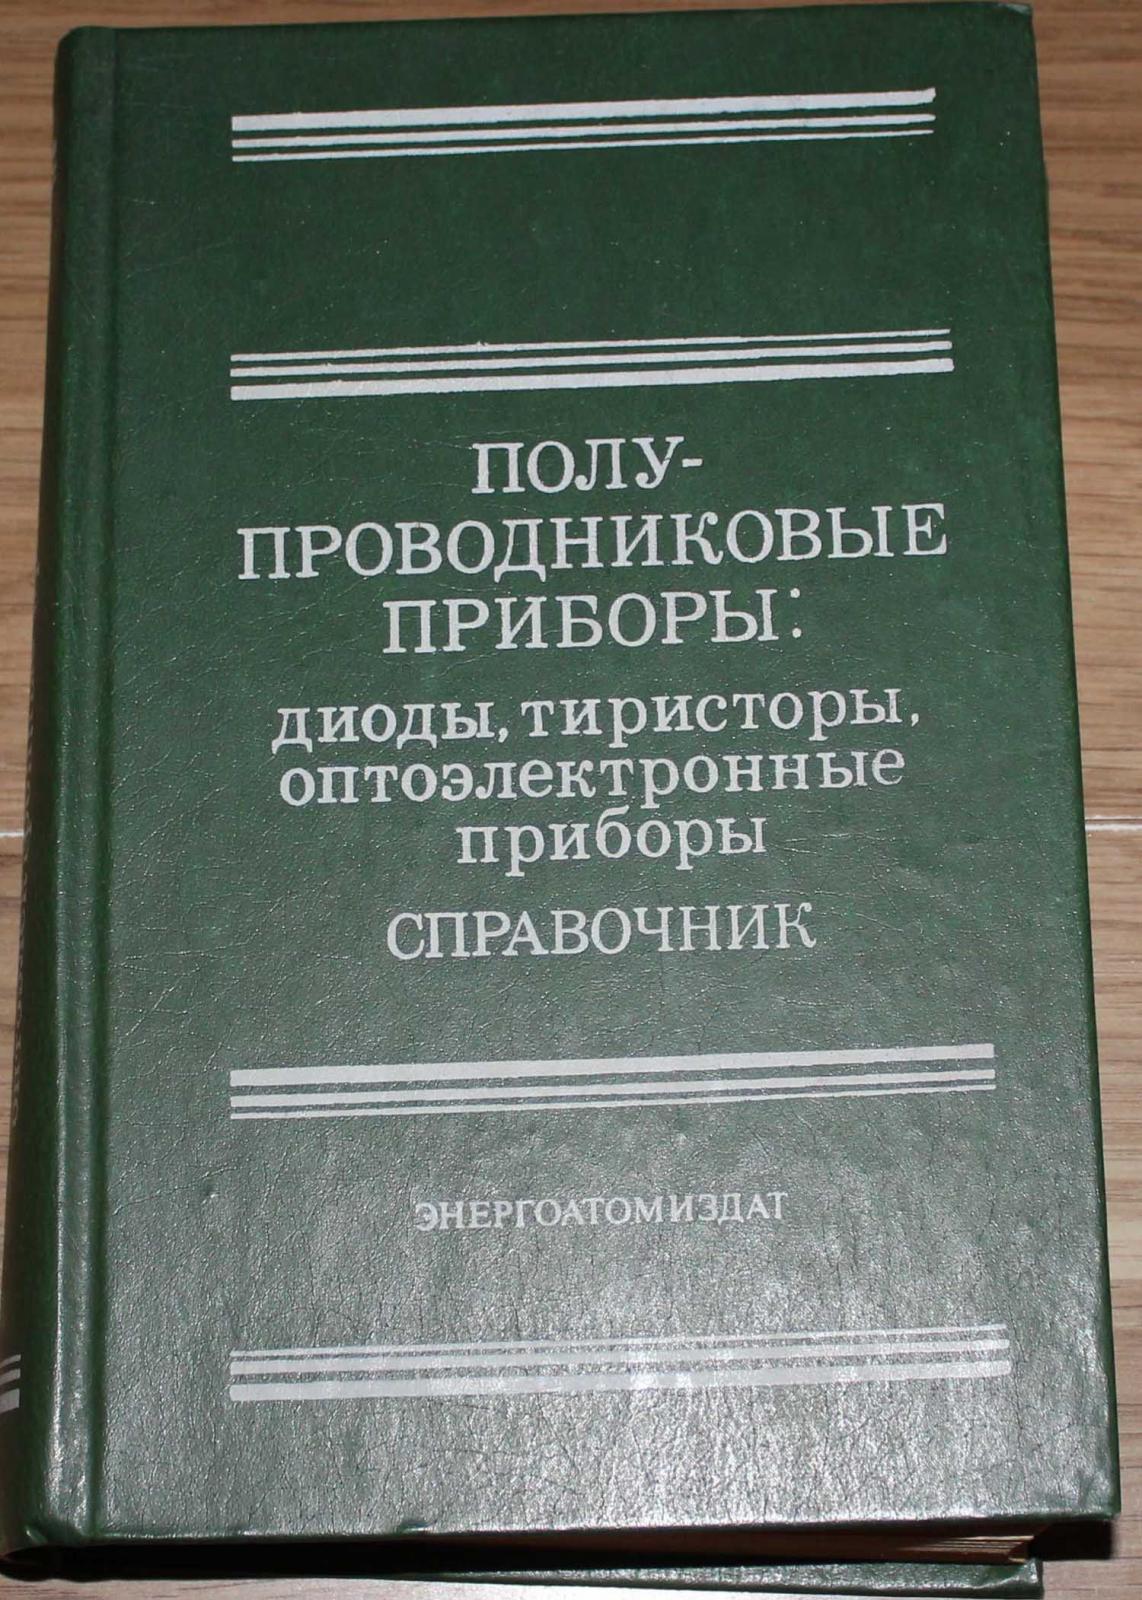 ПОЛУ-
ПРОВОДНИКОВЫЕ
ПРИБОРЫ:
диоды, тиристоры,
оптоэлектронные
приборы
СПРАВОЧНИК
ЭНЕРГОАТОМИЗДАТ